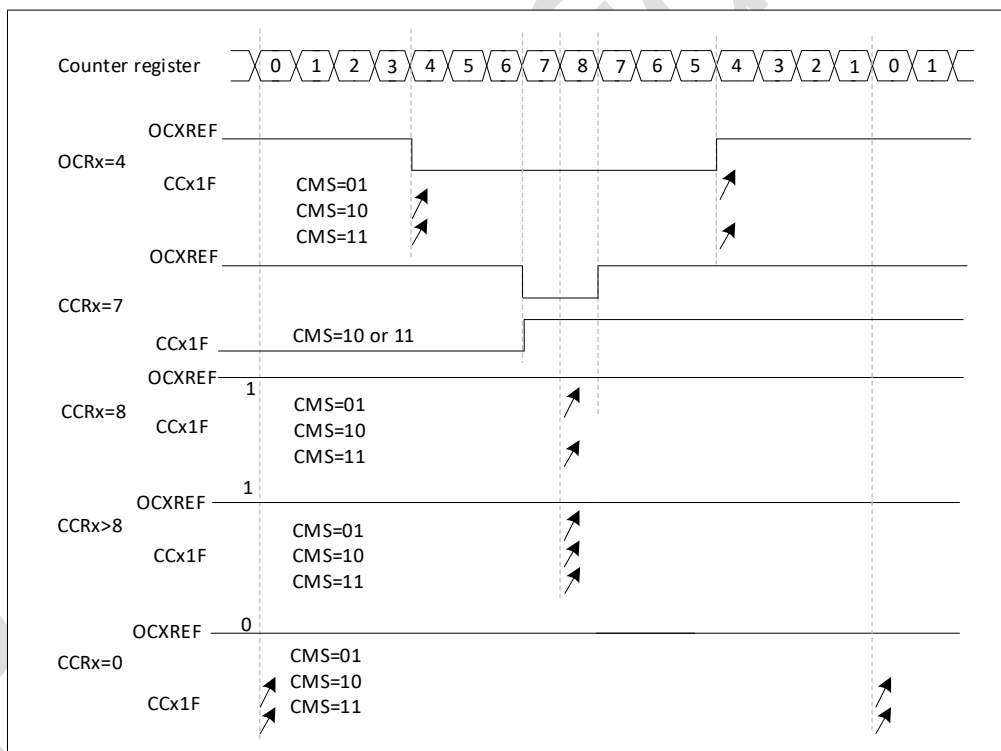 Counter register 0 1 2 3 4 5 6 7 8 7 6 5 4 3 2 1 0 1
OCXREF
OCRx=4
CCx1F
CMS=01
CMS=10
CMS=11
OCXREF
CCRx=7
CCx1F
CMS=10 or 11
OCXREF
1
CCRx=8
CCx1F
CMS=01
CMS=10
CMS=11
1
OCXREF
CCRx>8
CCx1F
CMS=01
CMS=10
CMS=11
OCXREF 0
CCRx=0
CCx1F
CMS=01
CMS=10
CMS=11